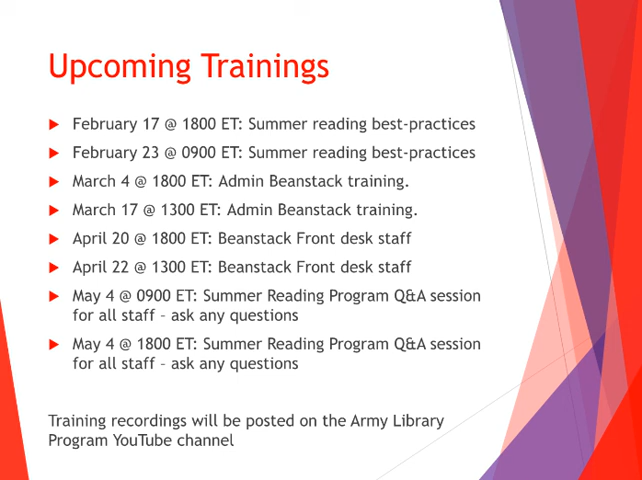 Upcoming Trainings
February 17 @ 1800 ET: Summer reading best-practices
February 23 @ 0900 ET: Summer reading best-practices
March 4 @ 1800 ET: Admin Beanstack training.
March 17 @ 1300 ET: Admin Beanstack training.
April 20 @ 1800 ET: Beanstack Front desk staff
April 22 @ 1300 ET: Beanstack Front desk staff
May 4 @ 0900 ET: Summer Reading Program Q&A session
for all staff – ask any questions
May 4 @ 1800 ET: Summer Reading Program Q&A session
for all staff – ask any questions
Training recordings will be posted on the Army Library
Program YouTube channel